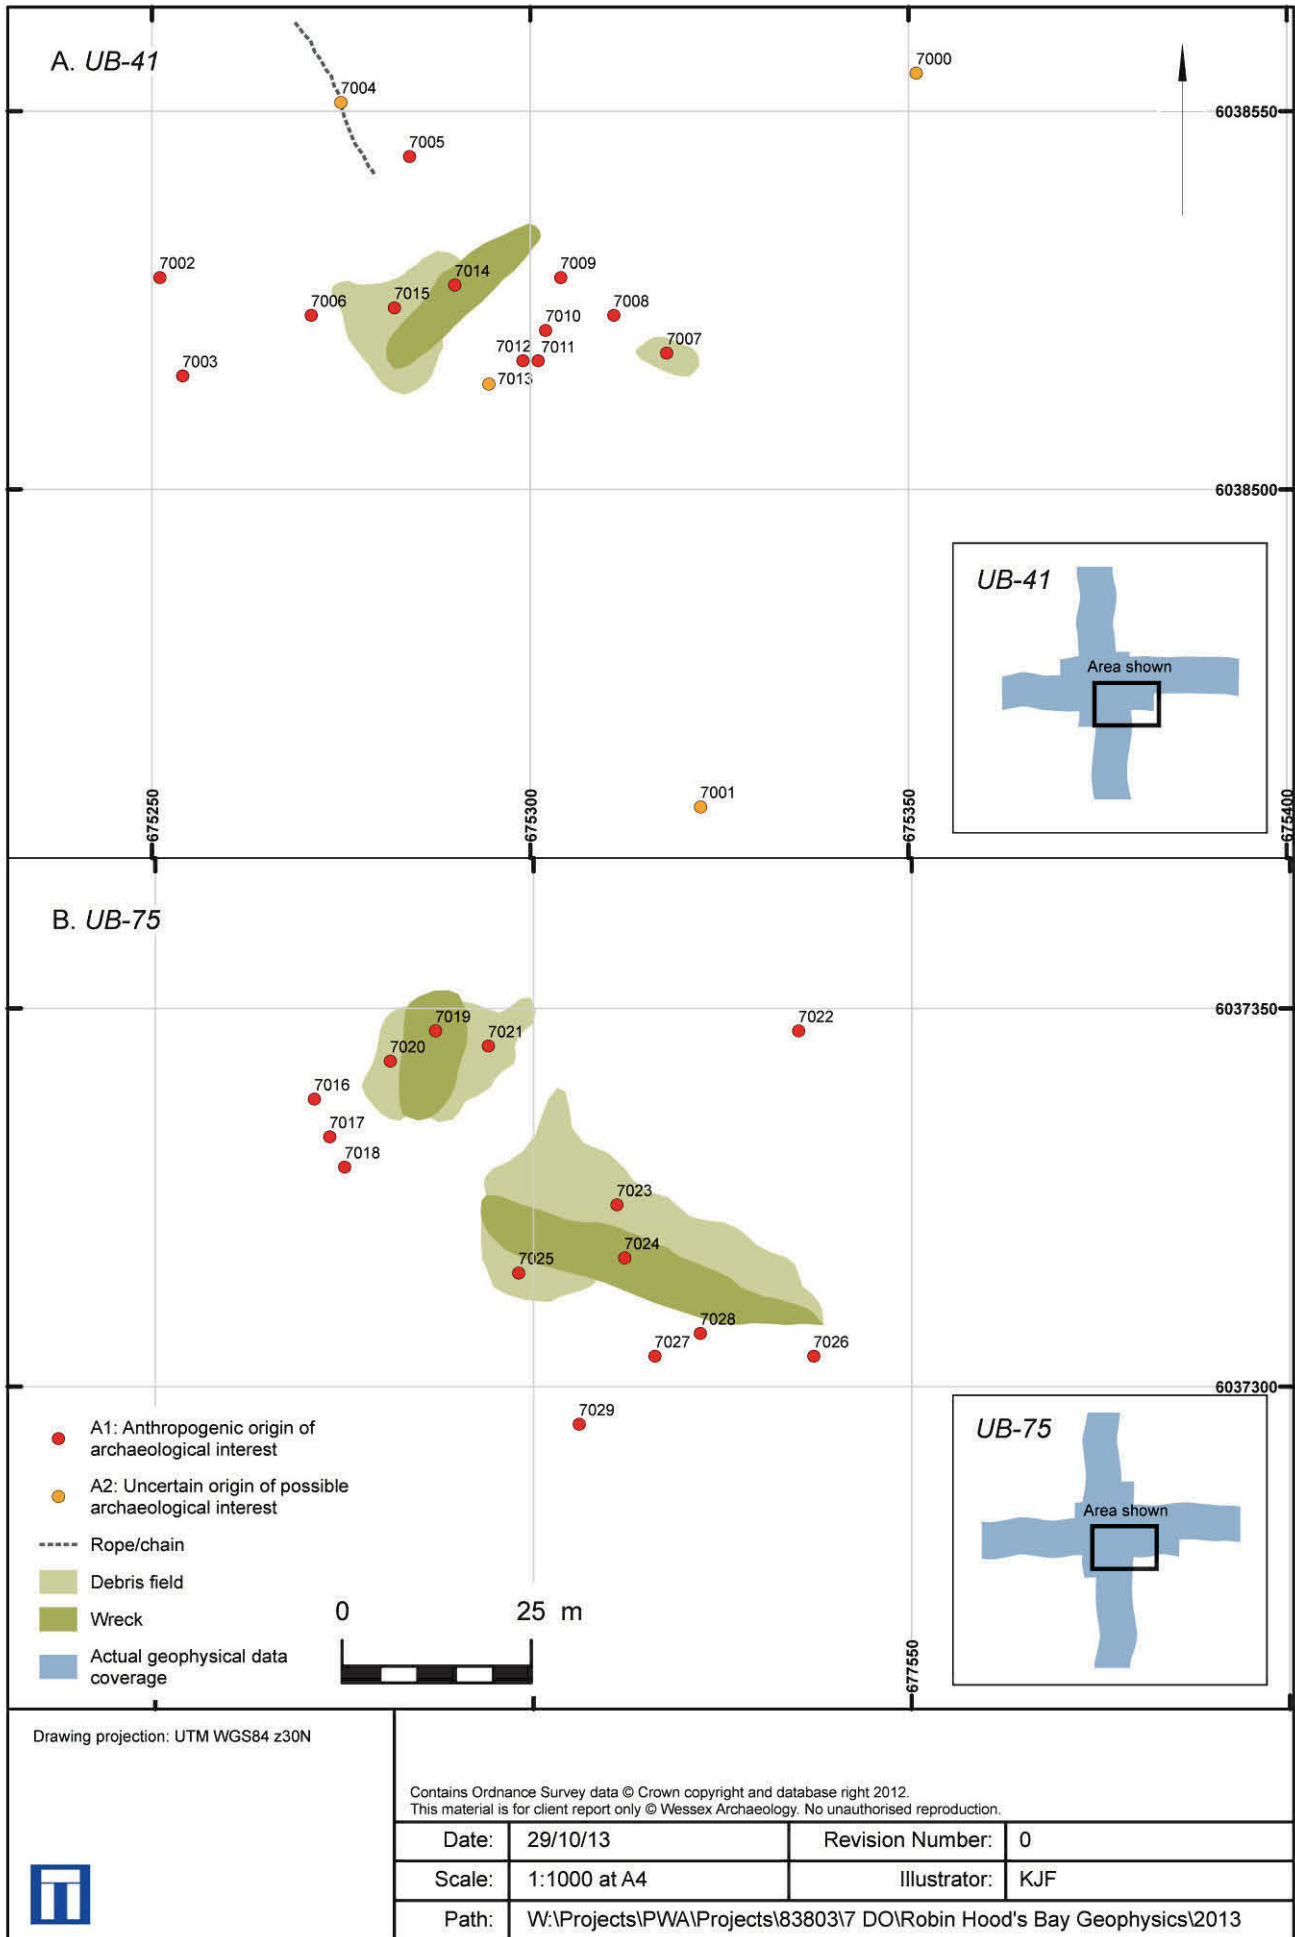 A. UB-41
7000
7004
6038550
7005
7002
7014
7009
7006
7015
7008
7010
7012
7011
7007
7003
7013
6038500
UB-41
Area shown
7001
675250
675300
675350
675400
B. UB-75
6037350
7019
7021
7022
7020
7016
7017
7018
7023
7024
7025
7028
7027
7026
6037300
7029
UB-75
Area shown
A1: Anthropogenic origin of
archaeological interest
A2: Uncertain origin of possible
archaeological interest
Rope/chain
Debris field
Wreck
Actual geophysical data
coverage
0 25 m
677550
Drawing projection: UTM WGS84 z30N
Contains Ordnance Survey data © Crown copyright and database right 2012.
This material is for client report only © Wessex Archaeology. No unauthorised reproduction.
Date: 29/10/13 Revision Number: 0
Scale: 1:1000 at A4 Illustrator: KJF
Path: W:\Projects\PWA\Projects\83803\7 DO\Robin Hood's Bay Geophysics\2013